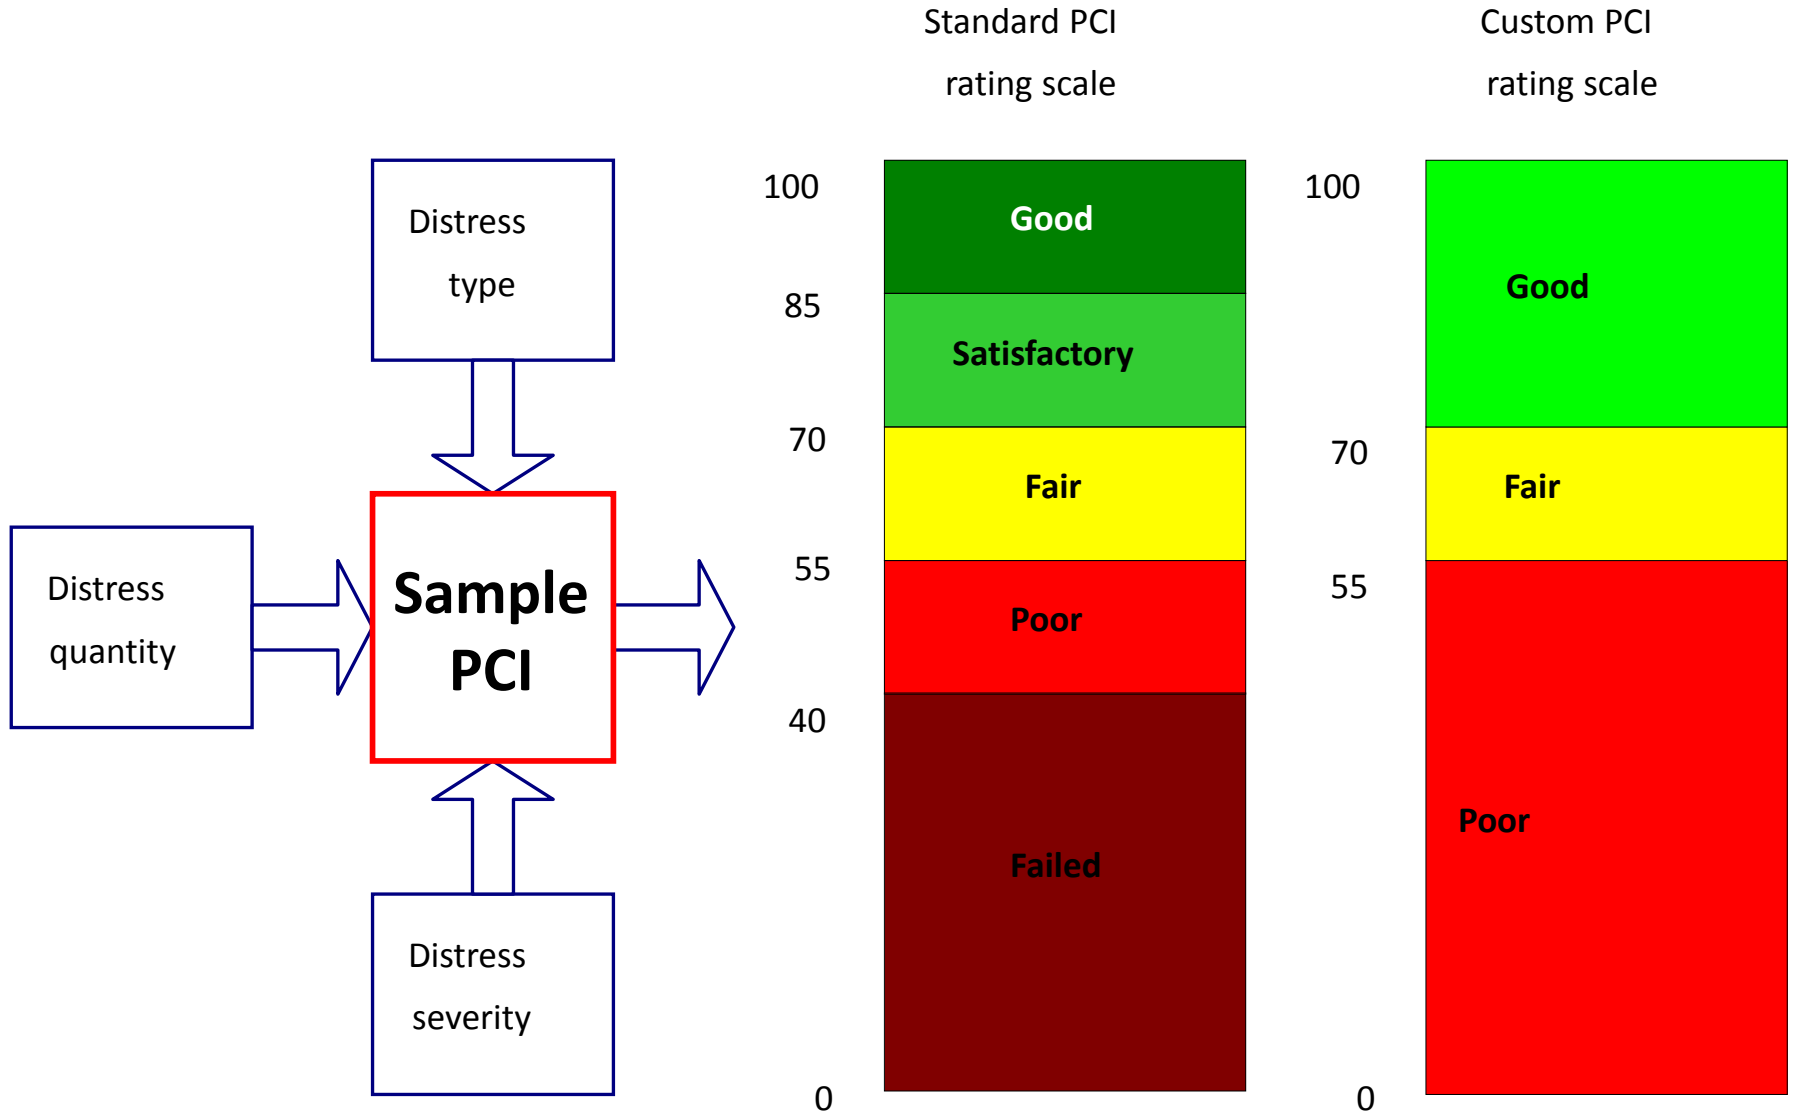 Standard PCI
rating scale
Custom PCI
rating scale
Distress
type
Distress
quantity
Sample
PCI
Distress
severity
100
85
70
55
40
0
Good
Satisfactory
Fair
Poor
Failed
100
70
55
0
Good
Fair
Poor